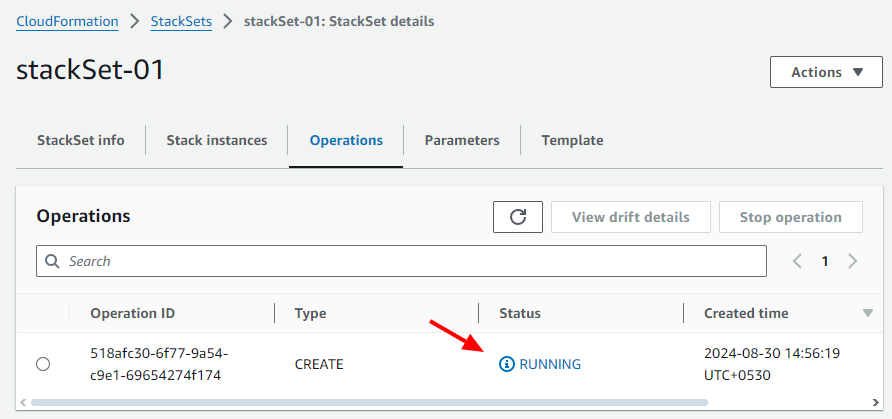 CloudFormation > StackSets > stackSet-01: StackSet details
stackSet-01
Actions
StackSet info Stack instances Operations Parameters Template
Operations
View drift details Stop operation
Search
1
Operation ID Type Status Created time
518afc30-6f77-9a54-
c9e1-69654274f174
CREATE
RUNNING
2024-08-30 14:56:19
UTC+0530